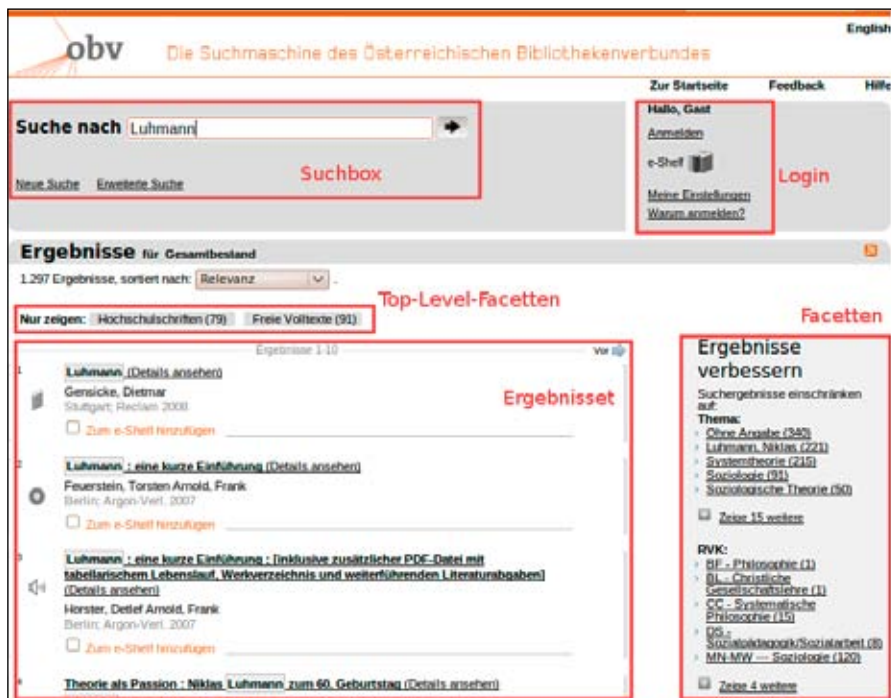 English
obv Die Suchmaschine des Österreichischen Bibliothekenverbundes
Zur Startseite Feedback Hilfe
Suche nach Luhmann
Suchbox
Neue Suche Erweiterte Suche
Hallo, Gast
Anmelden
e-Shelf
Login
Meine Einstellungen
Warum anmelden?
Ergebnisse für Gesamtbestand
1.297 Ergebnisse, sortiert nach: Relevanz .
Top-Level-Facetten
Nur zeigen: Hochschulschriften (79) Freie Volltexte (91)
Ergebnisse 1-10 Vor
Ergebnisset
1
Luhmann (Details ansehen)
Gensicke, Dietmar
Stuttgart; Reclam 2008
Zum e-Shelf hinzufügen
2
Luhmann : eine kurze Einführung (Details ansehen)
Feuerstein, Torsten Arnold, Frank
Berlin; Argon-Verl. 2007
Zum e-Shelf hinzufügen
3
Luhmann : eine kurze Einführung : [inklusive zusätzlicher PDF-Datei mit
tabellarischem Lebenslauf, Werkverzeichnis und weiterführenden Literaturabgaben]
(Details ansehen)
Horster, Detlef Arnold, Frank
Berlin; Argon-Verl. 2007
Zum e-Shelf hinzufügen
4
Theorie als Passion : Niklas Luhmann zum 60. Geburtstag (Details ansehen)
Facetten
Ergebnisse
verbessern
Suchergebnisse einschränken
auf:
Thema:
Ohne Angabe (340)
Luhmann, Niklas (221)
Systemtheorie (215)
Soziologie (91)
Soziologische Theorie (50)
Zeige 15 weitere
RVK:
BF - Philosophie (1)
BL - Christliche
Gesellschaftslehre (1)
CC - Systematische
Philosophie (15)
DS -
Sozialpädagogik/Sozialarbeit (8)
MN-MW --- Soziologie (120)
Zeige 4 weitere